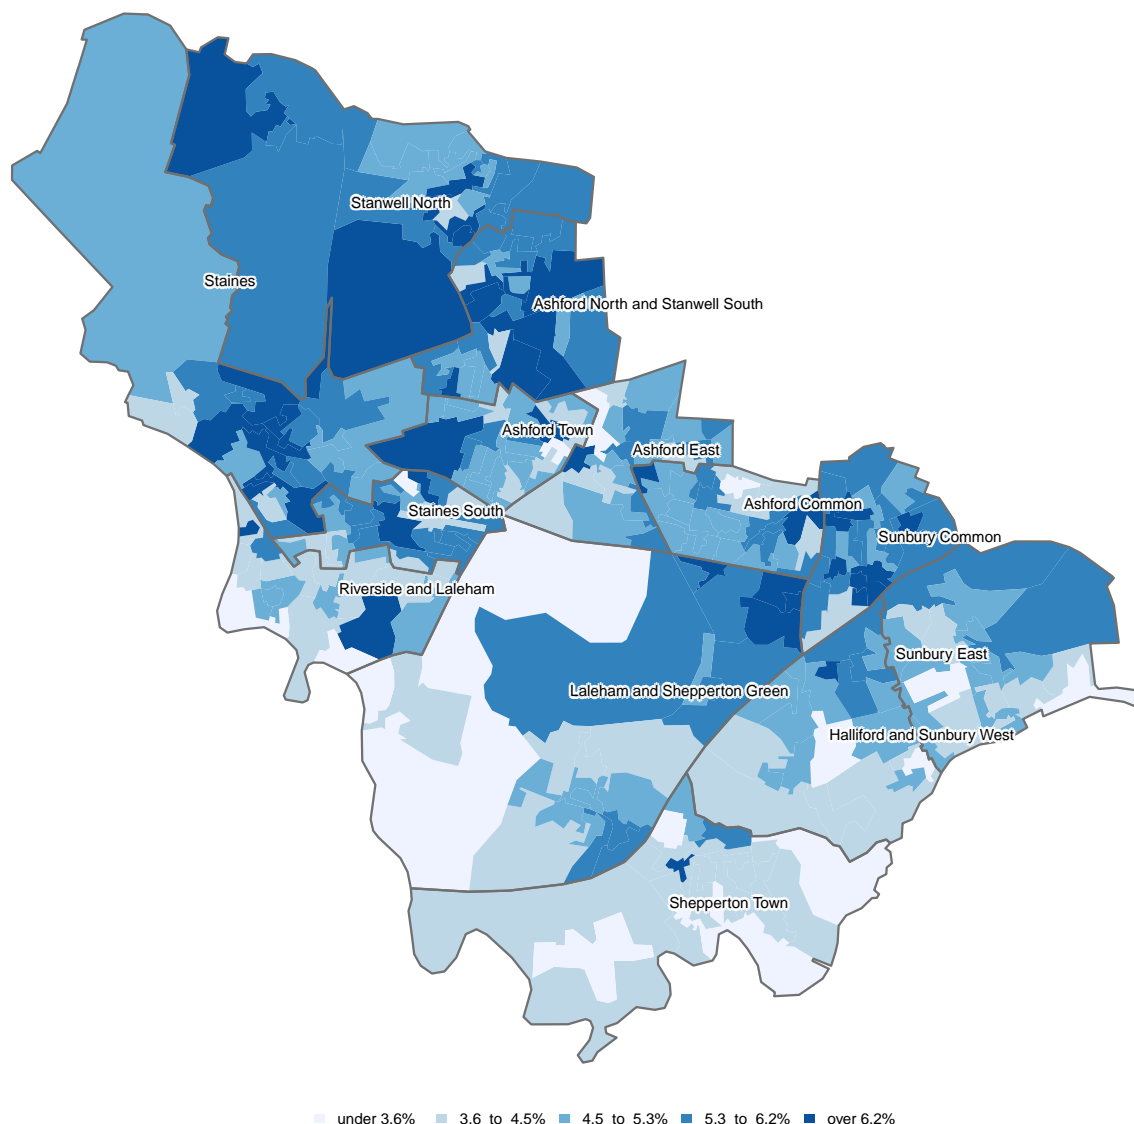 Stanwell North
Staines
Ashford North and Stanwell South
Ashford Town
Ashford East
Ashford Common
Staines South
Sunbury Common
Riverside and Laleham
Sunbury East
Laleham and Shepperton Green
Halliford and Sunbury West
Shepperton Town
under 3.6% 3.6 to 4.5% 4.5 to 5.3% 5.3 to 6.2% over 6.2%